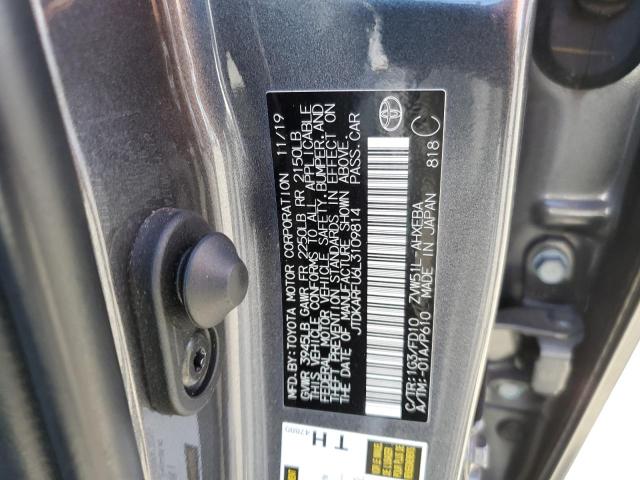 MFD. BY: TOYOTA MOTOR CORPORATION 11/19
GVWR 3945LB GAWR FR 2250LB RR 2150LB
THIS VEHICLE CONFORMS TO ALL APPLICABLE
FEDERAL MOTOR VEHICLE SAFETY, BUMPER, AND
THEFT PREVENTION STANDARDS IN EFFECT ON
THE DATE OF MANUFACTURE SHOWN ABOVE.
JTDKARFU6L3109814 PASS.CAR
C/TR: 1G3/FD10 ZVW51L-AHXEBA
A/TM: -01A/P610 MADE IN JAPAN 818 C
TH